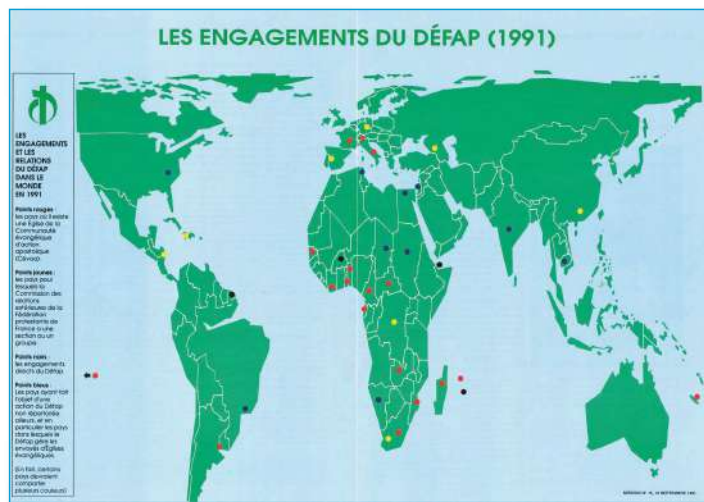 LES ENGAGEMENTS DU DÉFAP (1991)
LES
ENGAGEMENTS
ET LES
RELATIONS
DU DÉFAP
DANS LE
MONDE
EN 1991
Points rouges :
les pays où il existe
une Église de la
Communauté
évangélique
d'action
apostolique
(Cévaa).
Points jaunes :
les pays pour
lesquels la
Commission des
relations
extérieures de la
Fédération
protestante de
France a une
section ou un
groupe.
Points noirs :
les engagements
directs du Défap.
Points bleus :
Les pays ayant fait
l'objet d'une
action du Défap
non répertoriée
ailleurs, et en
particulier les pays
dans lesquels le
Défap gère les
envoyés d'Églises
évangéliques.
(En fait, certains
pays devraient
comporter
plusieurs couleurs)